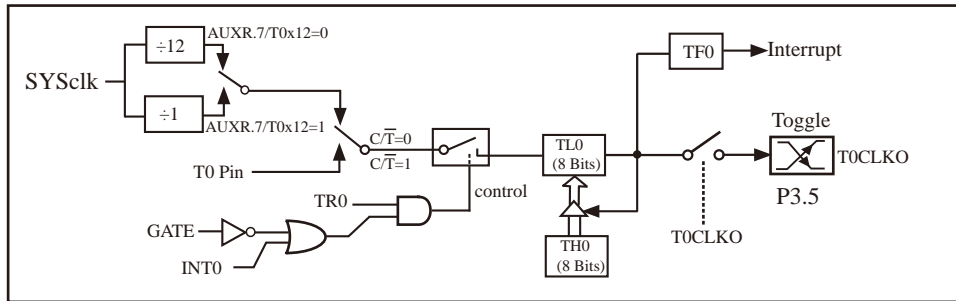 AUXR.7/T0x12=0
÷12
SYSclk
÷1
AUXR.7/T0x12=1
T0 Pin
C/T̅=0
C/T̅=1
control
TR0
GATE
INT0
TF0
Interrupt
TL0
(8 Bits)
TH0
(8 Bits)
T0CLKO
Toggle
T0CLKO
P3.5